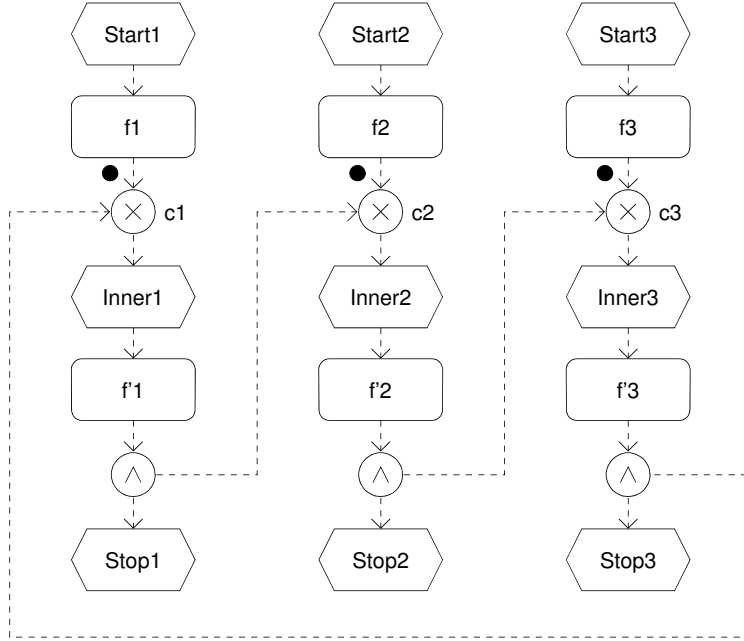 Start1 Start2 Start3
f1 f2 f3
× c1 × c2 × c3
Inner1 Inner2 Inner3
f'1 f'2 f'3
∧ ∧ ∧
Stop1 Stop2 Stop3